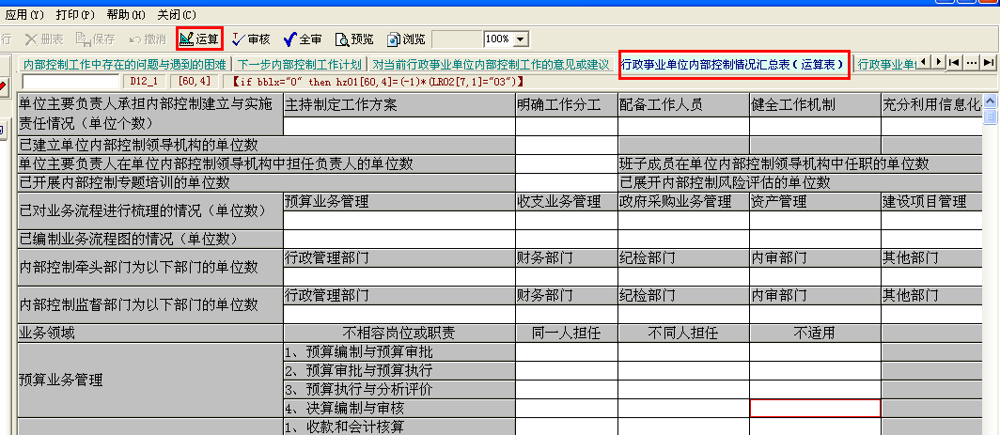 应用(Y) 打印(P) 帮助(H) 关闭(C)
行 删表 保存 撤消 运算 审核 全审 预览 浏览 100%
内部控制工作中存在的问题与遇到的困难 下一步内部控制工作计划 对当前行政事业单位内部控制工作的意见或建议 行政事业单位内部控制情况汇总表(运算表) 行政事业单
D12_1 [60,4] 【if bblx="0" then hz01[60,4]=(-1)*(LR02[7,1]="03")】
单位主要负责人承担内部控制建立与实施 主持制定工作方案 明确工作分工 配备工作人员 健全工作机制 充分利用信息化
责任情况（单位个数）
已建立单位内部控制领导机构的单位数
单位主要负责人在单位内部控制领导机构中担任负责人的单位数 班子成员在单位内部控制领导机构中任职的单位数
已开展内部控制专题培训的单位数 已展开内部控制风险评估的单位数
已对业务流程进行梳理的情况（单位数） 预算业务管理 收支业务管理 政府采购业务管理 资产管理 建设项目管理
已编制业务流程图的情况（单位数）
内部控制牵头部门为以下部门的单位数 行政管理部门 财务部门 纪检部门 内审部门 其他部门
内部控制监督部门为以下部门的单位数 行政管理部门 财务部门 纪检部门 内审部门 其他部门
业务领域 不相容岗位或职责 同一人担任 不同人担任 不适用
预算业务管理 1、预算编制与预算审批
2、预算审批与预算执行
3、预算执行与分析评价
4、决算编制与审核
1、收款和会计核算